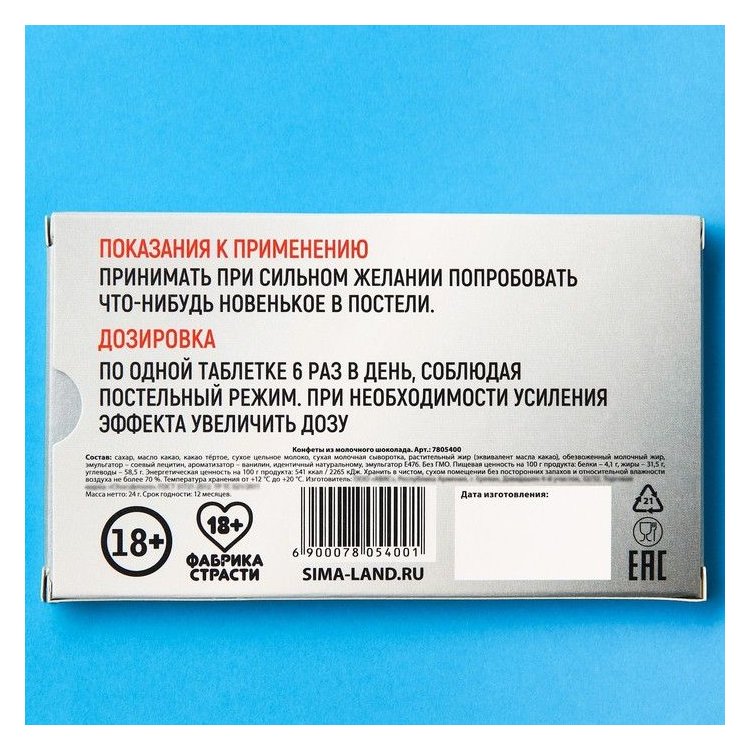 ПОКАЗАНИЯ К ПРИМЕНЕНИЮ
ПРИНИМАТЬ ПРИ СИЛЬНОМ ЖЕЛАНИИ ПОПРОБОВАТЬ
ЧТО-НИБУДЬ НОВЕНЬКОЕ В ПОСТЕЛИ.
ДОЗИРОВКА
ПО ОДНОЙ ТАБЛЕТКЕ 6 РАЗ В ДЕНЬ, СОБЛЮДАЯ
ПОСТЕЛЬНЫЙ РЕЖИМ. ПРИ НЕОБХОДИМОСТИ УСИЛЕНИЯ
ЭФФЕКТА УВЕЛИЧИТЬ ДОЗУ
Конфеты из молочного шоколада. Арт.: 7805400
Состав: сахар, масло какао, какао тёртое, сухое цельное молоко, сухая молочная сыворотка, растительный жир (эквивалент масла какао), обезвоженный молочный жир,
эмульгатор – соевый лецитин, ароматизатор – ванилин, идентичный натуральному, эмульгатор Е476. Без ГМО. Пищевая ценность на 100 г продукта: белки – 4,1 г, жиры – 31,5 г,
углеводы – 58,5 г. Энергетическая ценность на 100 г продукта: 541 ккал / 2265 кДж. Хранить в чистом, сухом помещении без посторонних запахов и относительной влажности
воздуха не более 70 %. Температура хранения от +12 °C до +20 °C. Изготовитель:
Масса нетто: 24 г. Срок годности: 12 месяцев.
Дата изготовления:
18+
18+
ФАБРИКА
СТРАСТИ
6 900078 054001
SIMA-LAND.RU
21
EAC